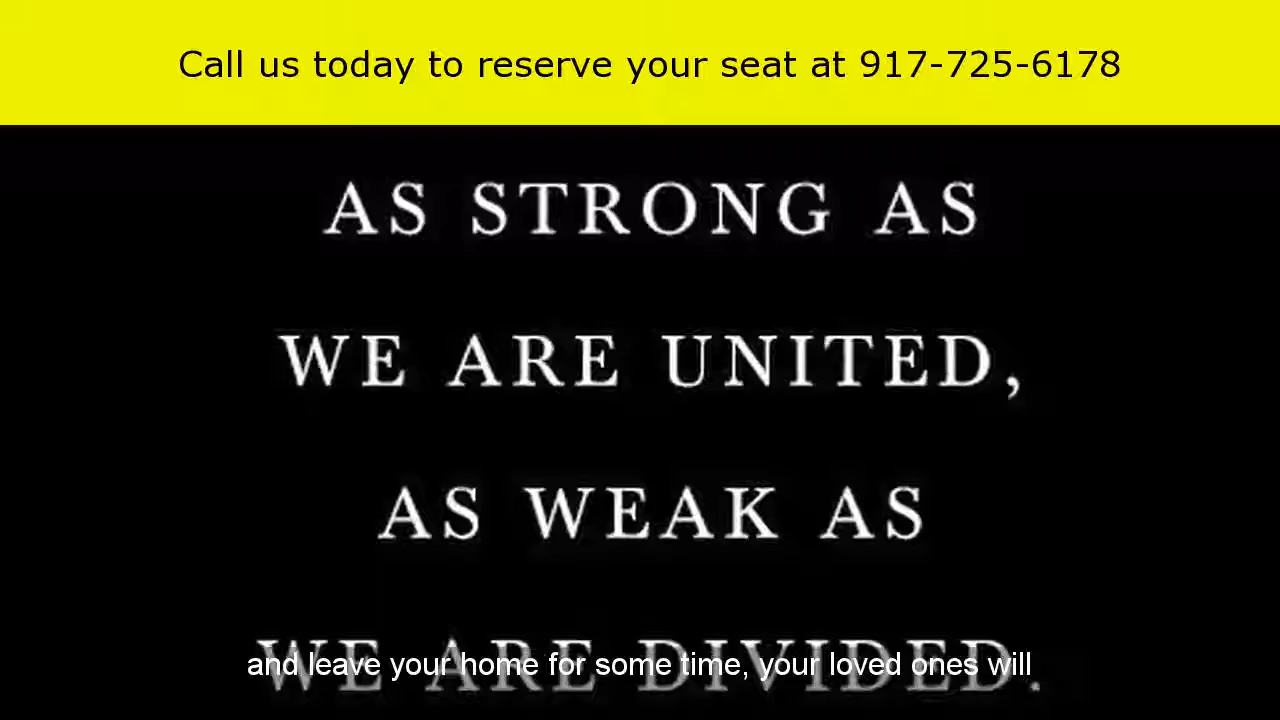 Call us today to reserve your seat at 917-725-6178
AS STRONG AS
WE ARE UNITED,
AS WEAK AS
WE ARE DIVIDED.
and leave your home for some time, your loved ones will